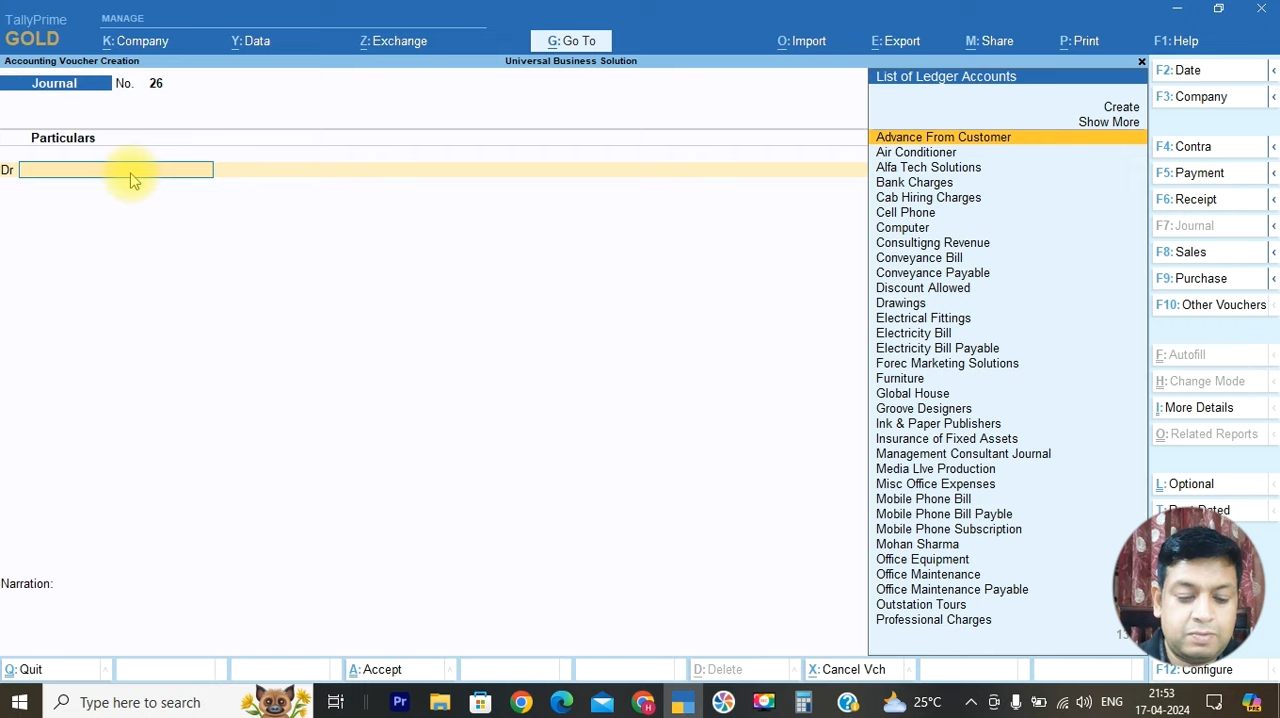 TallyPrime
GOLD
MANAGE
K: Company
Y: Data
Z: Exchange
G: Go To
O: Import
E: Export
M: Share
P: Print
F1: Help
Accounting Voucher Creation
Universal Business Solution
Journal No. 26
Particulars
Dr
Narration:
List of Ledger Accounts
Create
Show More
Advance From Customer
Air Conditioner
Alfa Tech Solutions
Bank Charges
Cab Hiring Charges
Cell Phone
Computer
Consultigng Revenue
Conveyance Bill
Conveyance Payable
Discount Allowed
Drawings
Electrical Fittings
Electricity Bill
Electricity Bill Payable
Forec Marketing Solutions
Furniture
Global House
Groove Designers
Ink & Paper Publishers
Insurance of Fixed Assets
Management Consultant Journal
Media LIve Production
Misc Office Expenses
Mobile Phone Bill
Mobile Phone Bill Payble
Mobile Phone Subscription
Mohan Sharma
Office Equipment
Office Maintenance
Office Maintenance Payable
Outstation Tours
Professional Charges
F2: Date
F3: Company
F4: Contra
F5: Payment
F6: Receipt
F7: Journal
F8: Sales
F9: Purchase
F10: Other Vouchers
F: Autofill
H: Change Mode
I: More Details
O: Related Reports
L: Optional
F12: Configure
Q: Quit
A: Accept
D: Delete
X: Cancel Vch
Type here to search
Pr
25°C
ENG
21:53
17-04-2024